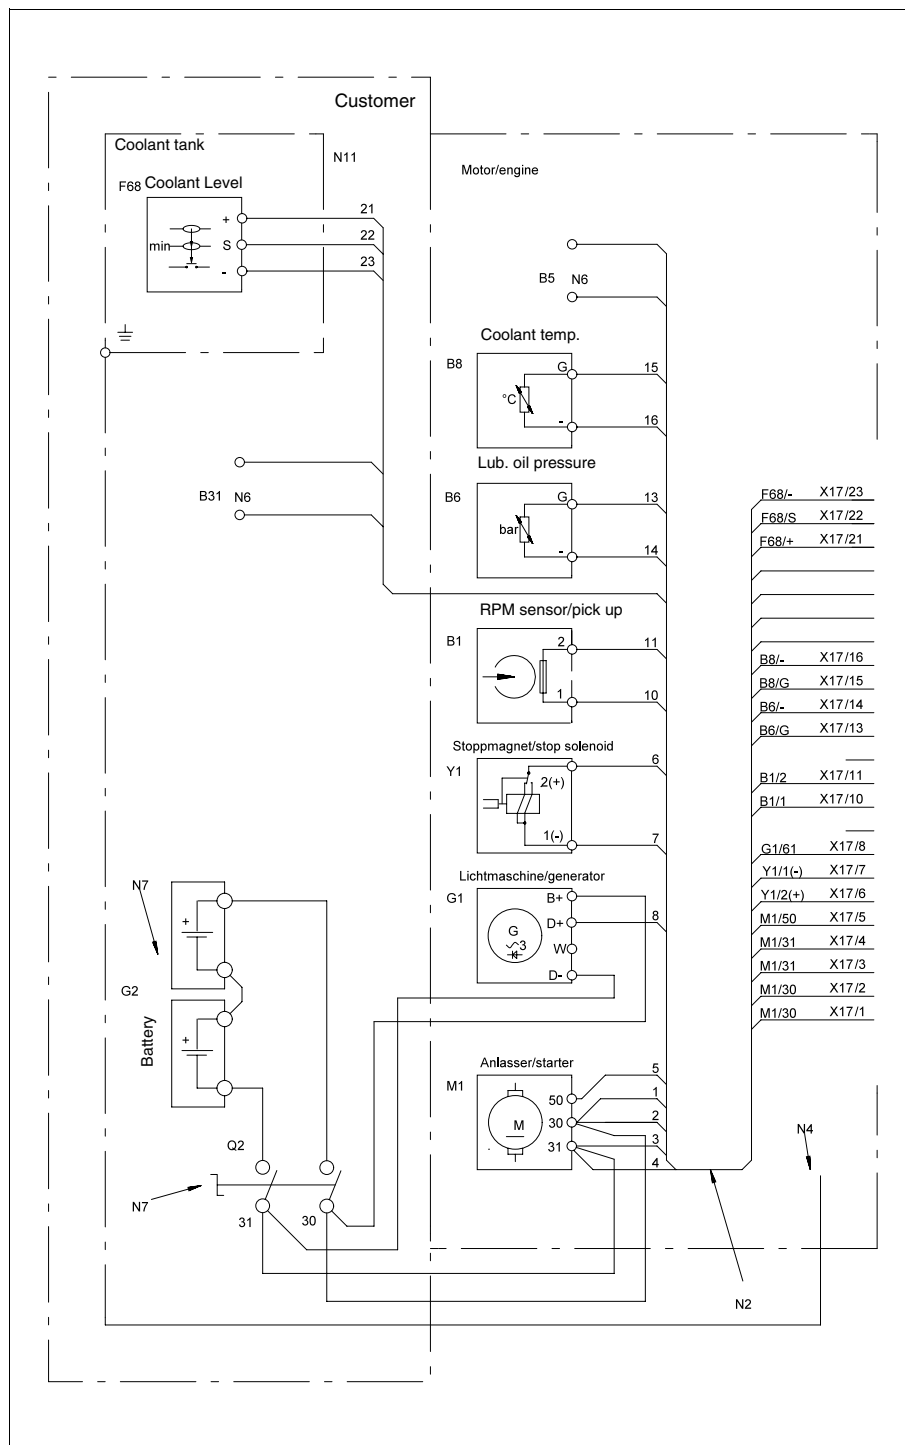 Customer
Coolant tank
N11
F68 Coolant Level
+
S
-
min
21
22
23
Motor/engine
B5 N6
Coolant temp.
B8
G
°C
-
15
16
Lub. oil pressure
B6
G
bar
-
13
14
B31 N6
RPM sensor/pick up
B1
2
1
11
10
Stoppmagnet/stop solenoid
Y1
2(+)
1(-)
6
7
Lichtmaschine/generator
G1
B+
D+
W
D-
G
3
8
N7
+
G2
Battery
+
Anlasser/starter
M1
M
50
30
31
5
1
2
3
4
Q2
N7
31
30
N4
N2
F68/- X17/23
F68/S X17/22
F68/+ X17/21
B8/- X17/16
B8/G X17/15
B6/- X17/14
B6/G X17/13
B1/2 X17/11
B1/1 X17/10
G1/61 X17/8
Y1/1(-) X17/7
Y1/2(+) X17/6
M1/50 X17/5
M1/31 X17/4
M1/31 X17/3
M1/30 X17/2
M1/30 X17/1